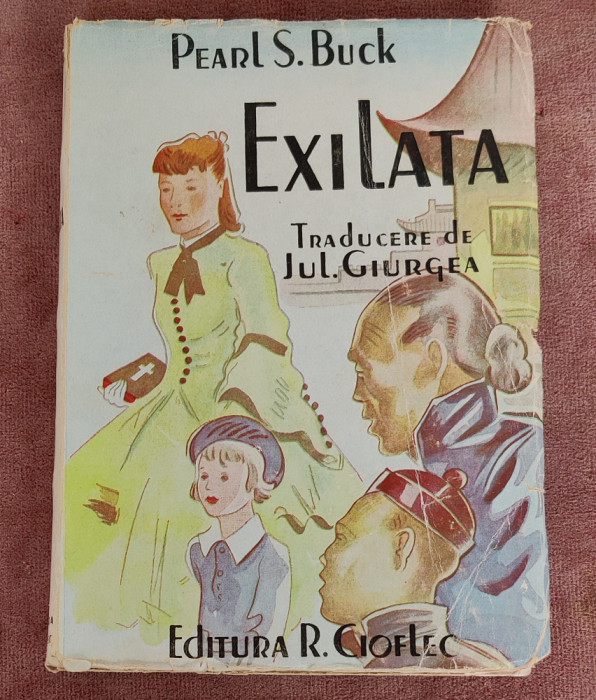 Pearl S. Buck
Exilata
Traducere de
Jul. Giurgea
Editura R. Cioflec